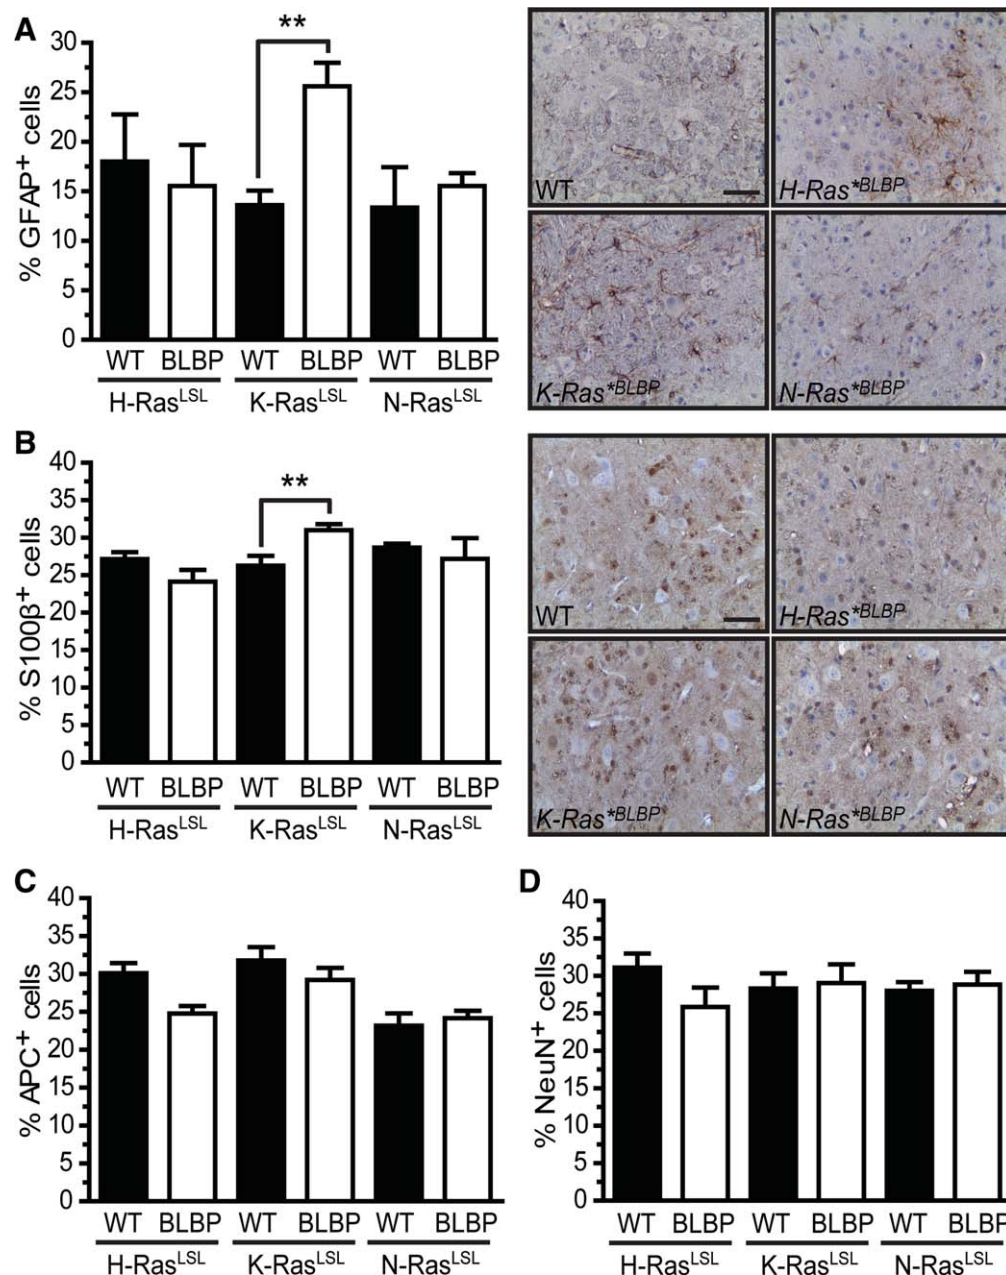 A
% GFAP⁺ cells
30
25
20
15
10
5
0
**
WT BLBP WT BLBP WT BLBP
H-Rasᴸˢᴸ K-Rasᴸˢᴸ N-Rasᴸˢᴸ
WT
H-Ras*ᴮᴸᴮᴾ
K-Ras*ᴮᴸᴮᴾ
N-Ras*ᴮᴸᴮᴾ
B
% S100β⁺ cells
40
35
30
25
20
15
10
5
0
**
WT BLBP WT BLBP WT BLBP
H-Rasᴸˢᴸ K-Rasᴸˢᴸ N-Rasᴸˢᴸ
WT
H-Ras*ᴮᴸᴮᴾ
K-Ras*ᴮᴸᴮᴾ
N-Ras*ᴮᴸᴮᴾ
C
% APC⁺ cells
40
35
30
25
20
15
10
5
0
WT BLBP WT BLBP WT BLBP
H-Rasᴸˢᴸ K-Rasᴸˢᴸ N-Rasᴸˢᴸ
D
% NeuN⁺ cells
40
35
30
25
20
15
10
5
0
WT BLBP WT BLBP WT BLBP
H-Rasᴸˢᴸ K-Rasᴸˢᴸ N-Rasᴸˢᴸ